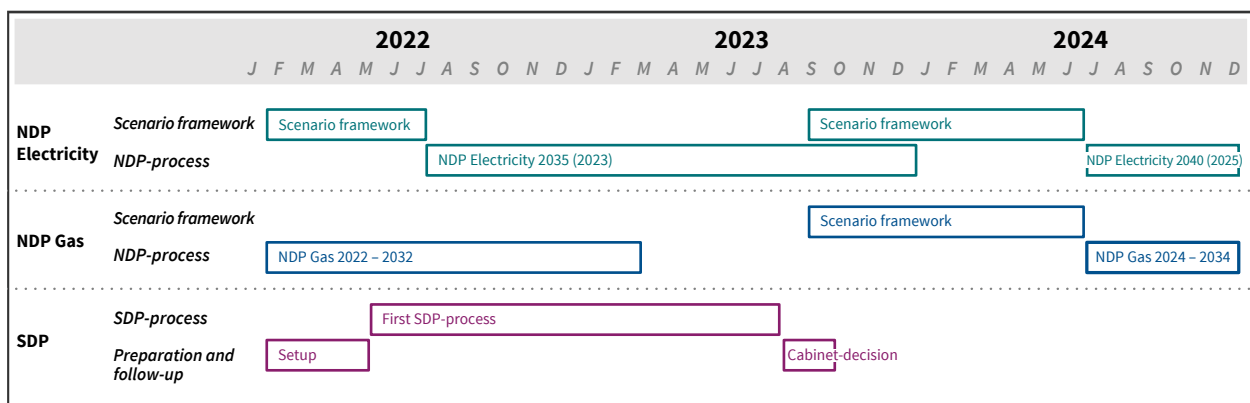 2022 2023 2024
J F M A M J J A S O N D J F M A M J J A S O N D J F M A M J J A S O N D
NDP
Electricity
Scenario framework
Scenario framework
Scenario framework
NDP-process
NDP Electricity 2035 (2023)
NDP Electricity 2040 (2025)
NDP Gas
Scenario framework
Scenario framework
NDP-process
NDP Gas 2022 – 2032
NDP Gas 2024 – 2034
SDP
SDP-process
First SDP-process
Preparation and
follow-up
Setup
Cabinet-decision